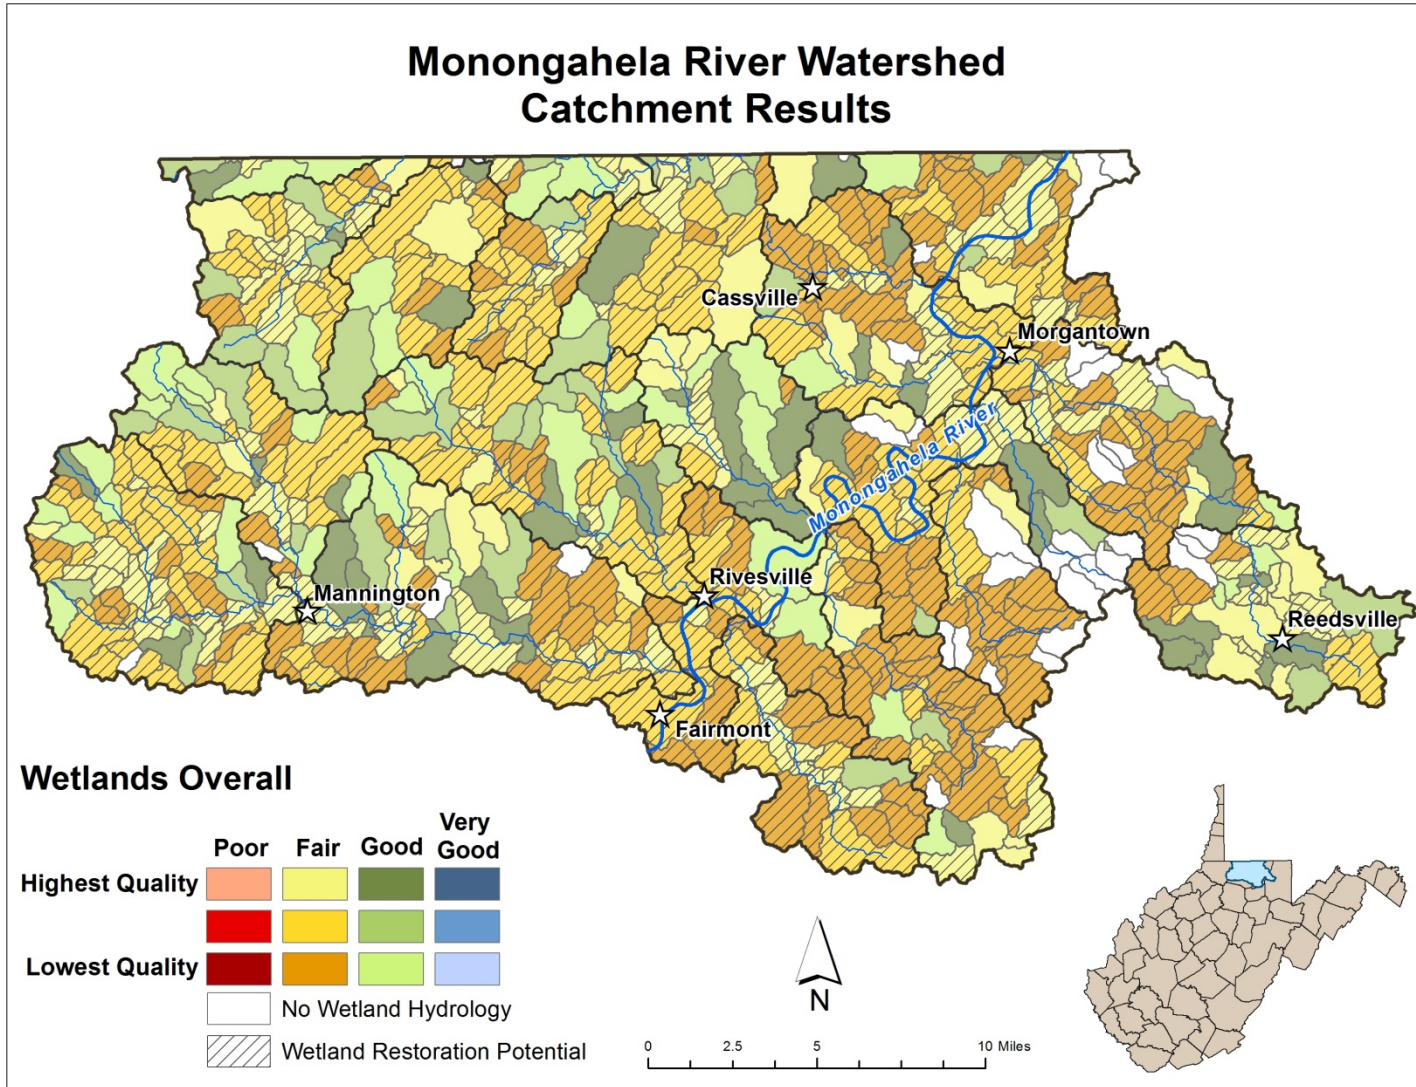 Monongahela River Watershed
Catchment Results
Cassville
Morgantown
Monongahela River
Rivesville
Mannington
Reedsville
Fairmont
Wetlands Overall
Poor
Fair
Good
Very
Good
Highest Quality
Lowest Quality
No Wetland Hydrology
Wetland Restoration Potential
N
0
2.5
5
10 Miles